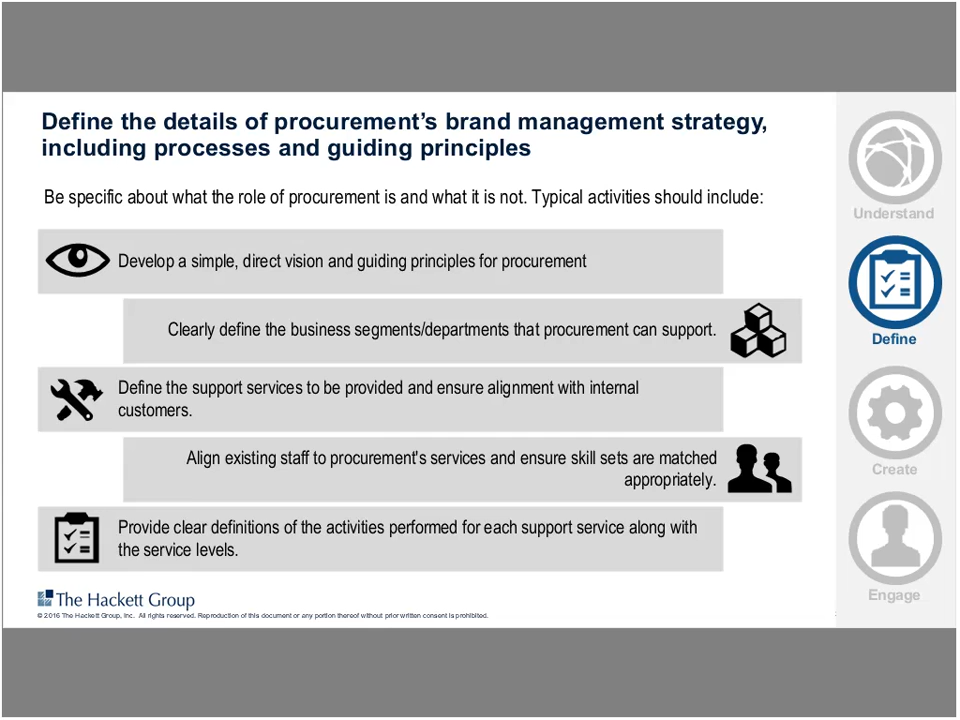 Define the details of procurement's brand management strategy,
including processes and guiding principles
Be specific about what the role of procurement is and what it is not. Typical activities should include:
Develop a simple, direct vision and guiding principles for procurement
Clearly define the business segments/departments that procurement can support.
Define the support services to be provided and ensure alignment with internal
customers.
Align existing staff to procurement's services and ensure skill sets are matched
appropriately.
Provide clear definitions of the activities performed for each support service along with
the service levels.
The Hackett Group
© 2016 The Hackett Group, Inc. All rights reserved. Reproduction of this document or any portion thereof without prior written consent is prohibited.
Understand
Define
Create
Engage